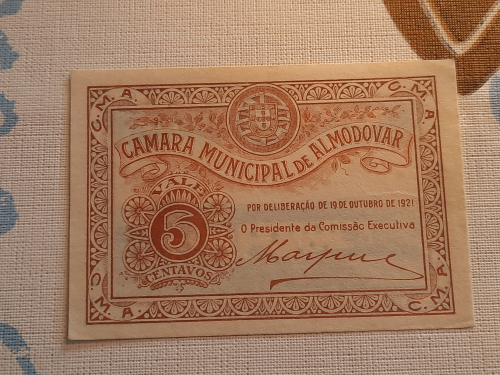 C.M.A.
C.M.A.
CAMARA MUNICIPAL DE ALMODOVAR
VALE
5
CENTAVOS
POR DELIBERAÇÃO DE 19 DE OUTUBRO DE 1921
O Presidente da Comissão Executiva
C.M.A.
C.M.A.